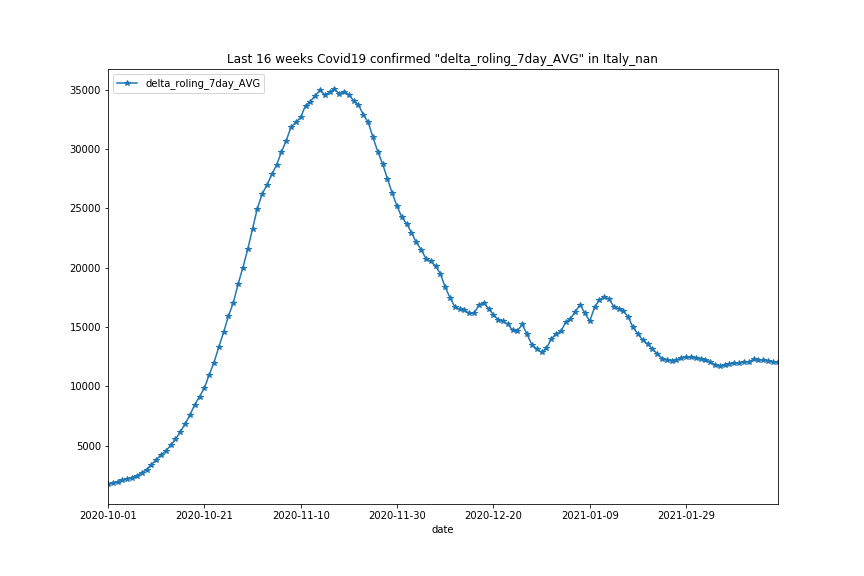 Last 16 weeks Covid19 confirmed "delta_roling_7day_AVG" in Italy_nan
delta_roling_7day_AVG
35000
30000
25000
20000
15000
10000
5000
2020-10-01 2020-10-21 2020-11-10 2020-11-30 2020-12-20 2021-01-09 2021-01-29
date